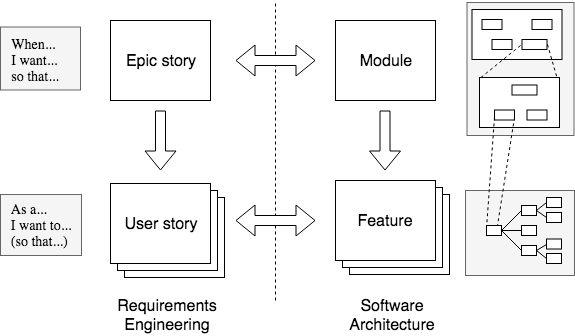 When...
I want...
so that...
Epic story
Module
As a...
I want to...
(so that...)
User story
Feature
Requirements
Engineering
Software
Architecture